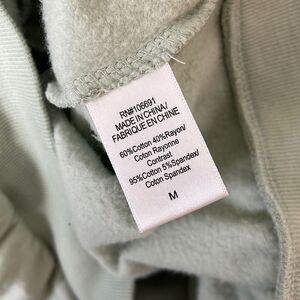 RN#106691
MADE IN CHINA/
FABRIQUE EN CHINE
60%Cotton 40%Rayon/
Coton Rayonne
Contrast
95%Cotton 5%Spandex/
Coton Spandex
M